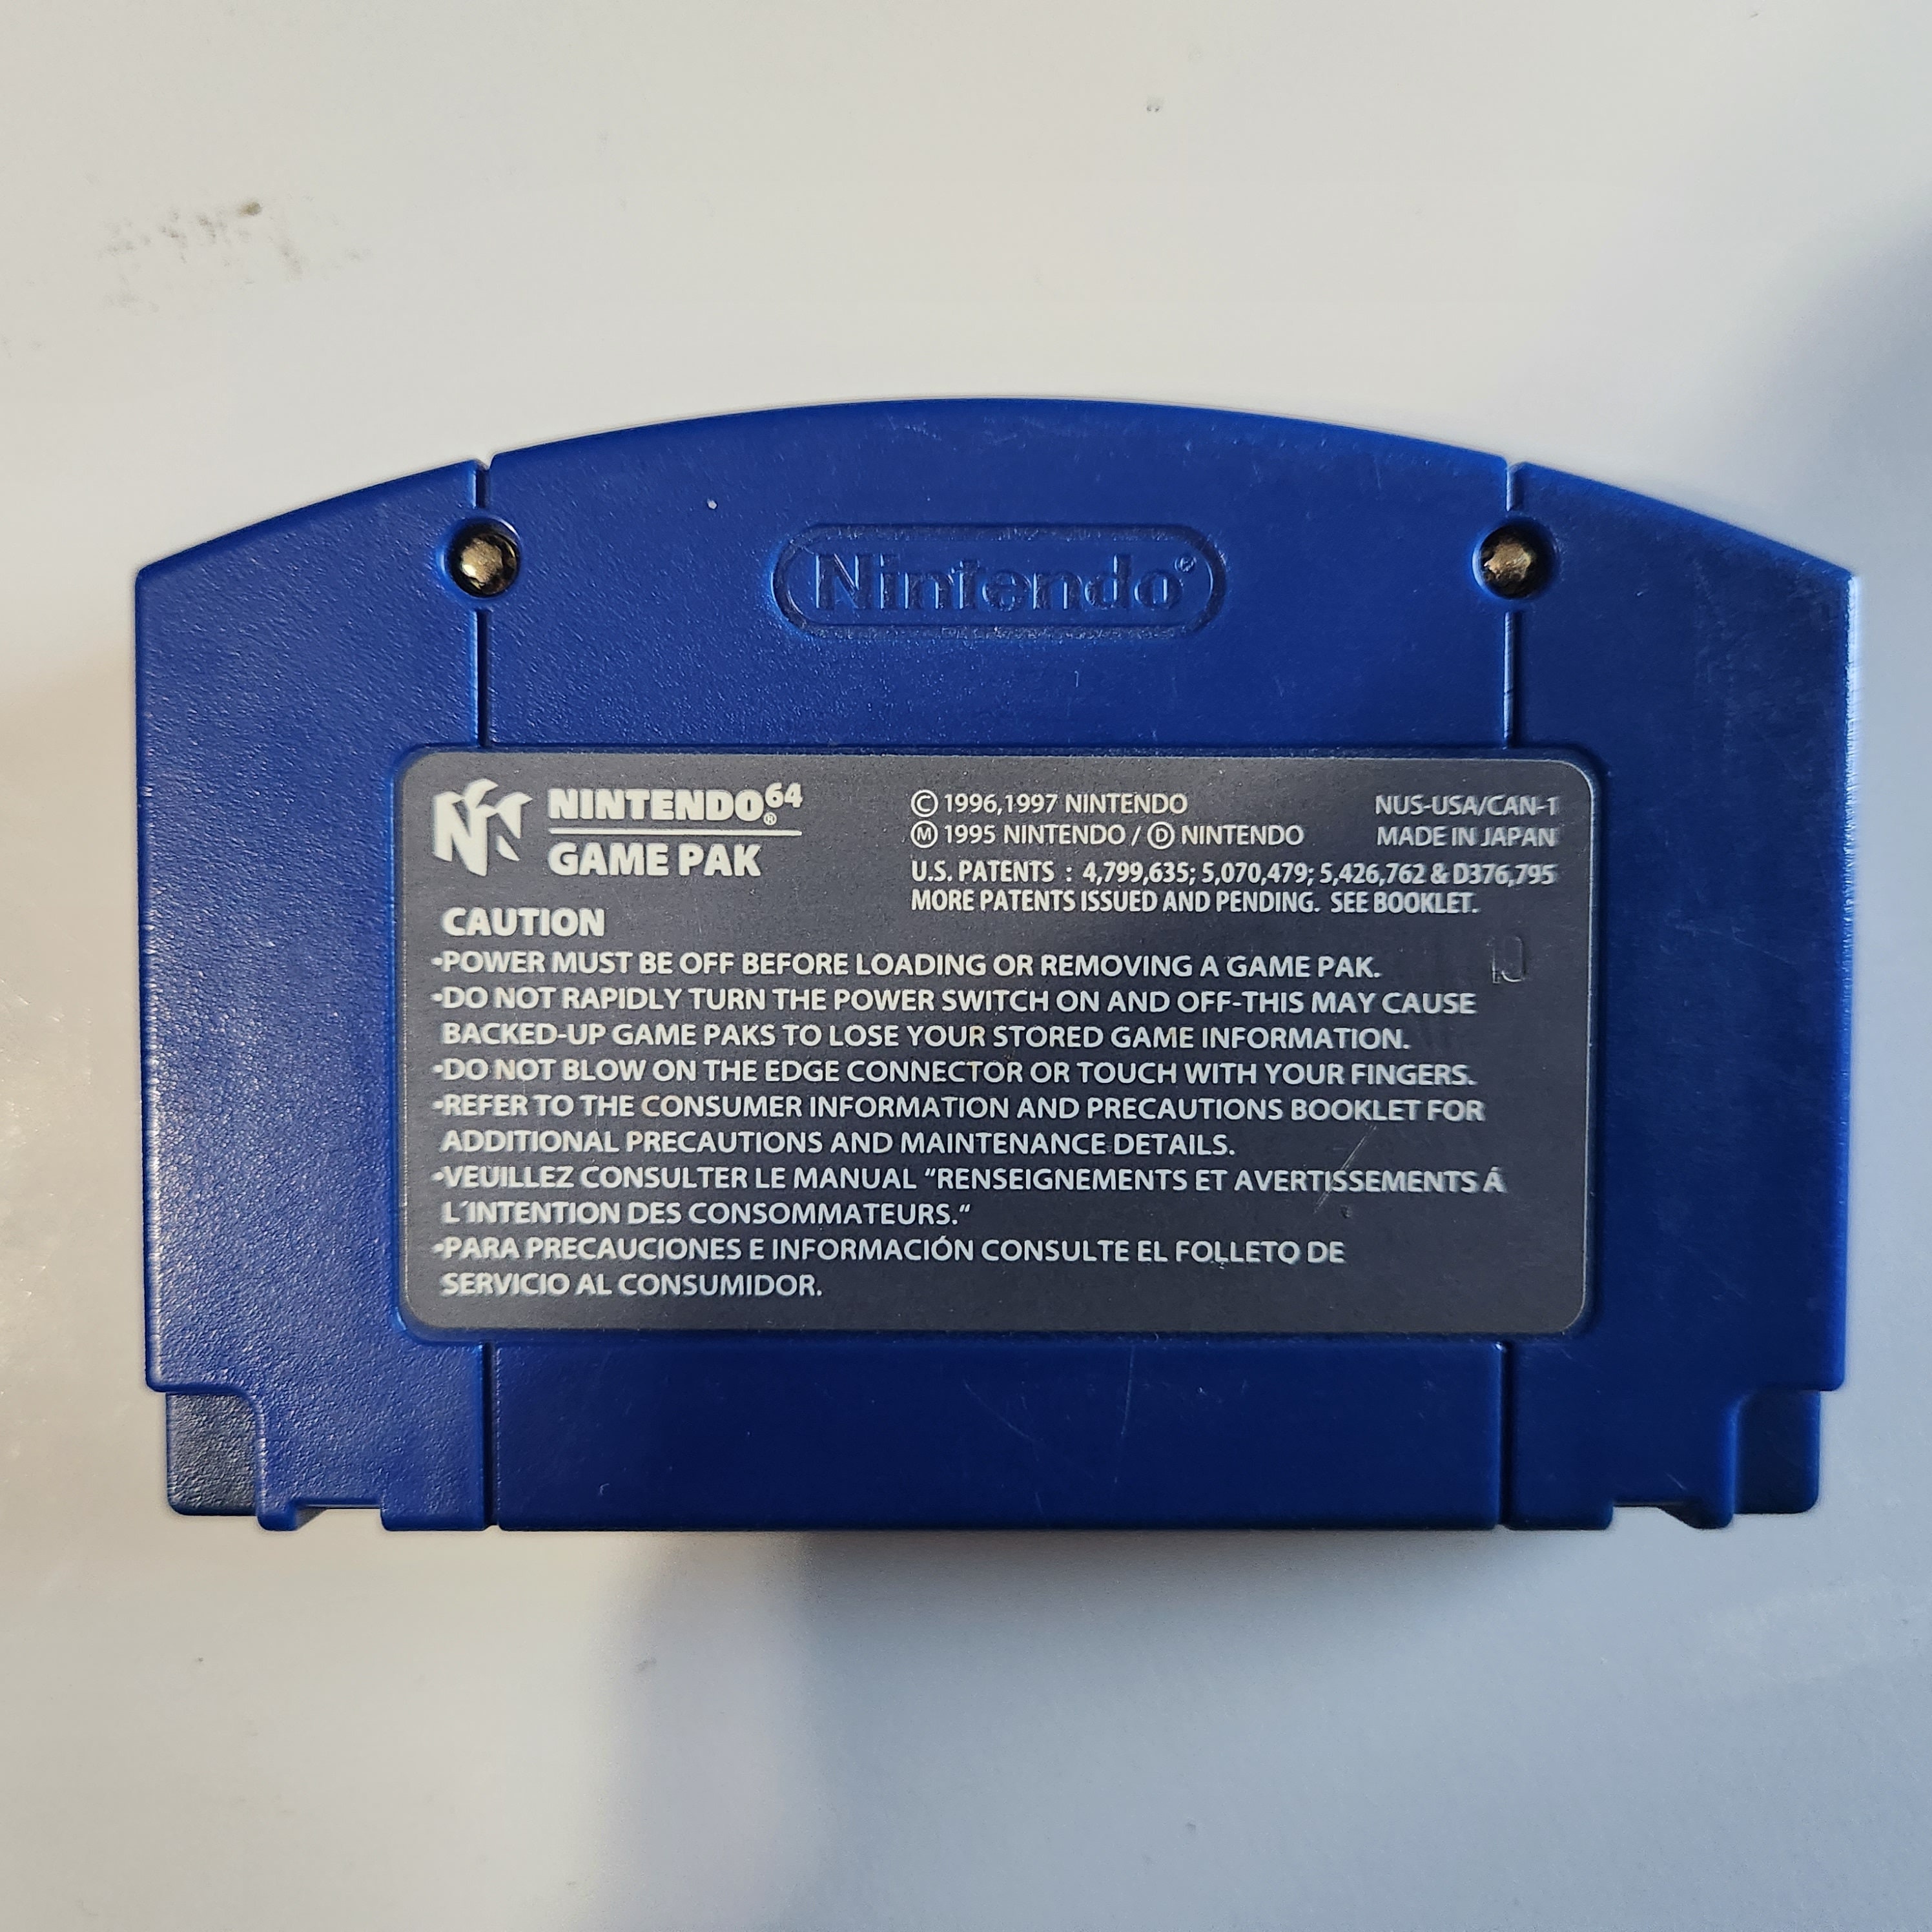 Nintendo®
NINTENDO64®
GAME PAK
© 1996,1997 NINTENDO
Ⓜ 1995 NINTENDO / Ⓓ NINTENDO
NUS-USA/CAN-1
MADE IN JAPAN
U.S. PATENTS : 4,799,635; 5,070,479; 5,426,762 & D376,795
MORE PATENTS ISSUED AND PENDING. SEE BOOKLET.
10
CAUTION
•POWER MUST BE OFF BEFORE LOADING OR REMOVING A GAME PAK.
•DO NOT RAPIDLY TURN THE POWER SWITCH ON AND OFF-THIS MAY CAUSE
BACKED-UP GAME PAKS TO LOSE YOUR STORED GAME INFORMATION.
•DO NOT BLOW ON THE EDGE CONNECTOR OR TOUCH WITH YOUR FINGERS.
•REFER TO THE CONSUMER INFORMATION AND PRECAUTIONS BOOKLET FOR
ADDITIONAL PRECAUTIONS AND MAINTENANCE DETAILS.
•VEUILLEZ CONSULTER LE MANUAL “RENSEIGNEMENTS ET AVERTISSEMENTS Á
L'INTENTION DES CONSOMMATEURS.“
•PARA PRECAUCIONES E INFORMACIÓN CONSULTE EL FOLLETO DE
SERVICIO AL CONSUMIDOR.